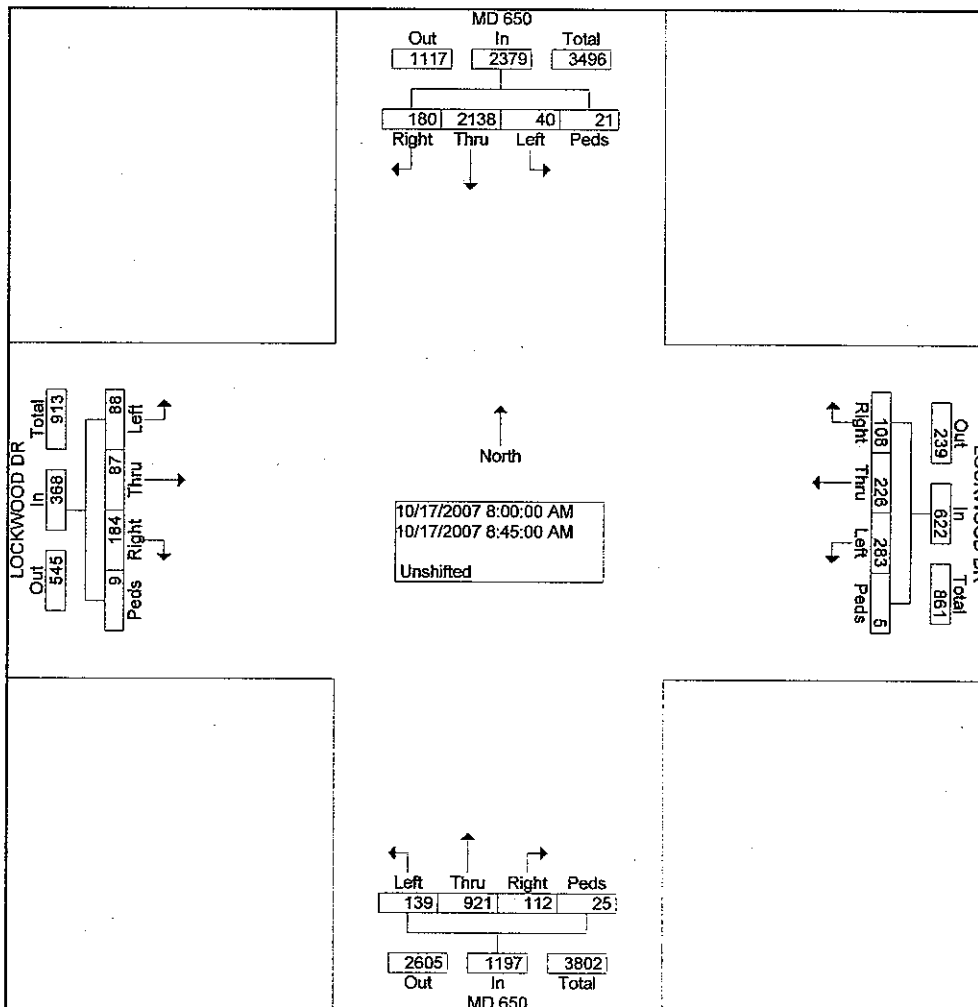 MD 650
Out In Total
1117 2379 3496
180 2138 40 21
Right Thru Left Peds
North
10/17/2007 8:00:00 AM
10/17/2007 8:45:00 AM
Unshifted
LOCKWOOD DR
Out In Total
545 368 913
88 87 184 9
Left Thru Right Peds
Out In Total
239 622 861
108 226 283 5
Right Thru Left Peds
Left Thru Right Peds
139 921 112 25
2605 1197 3802
Out In Total
MD 650